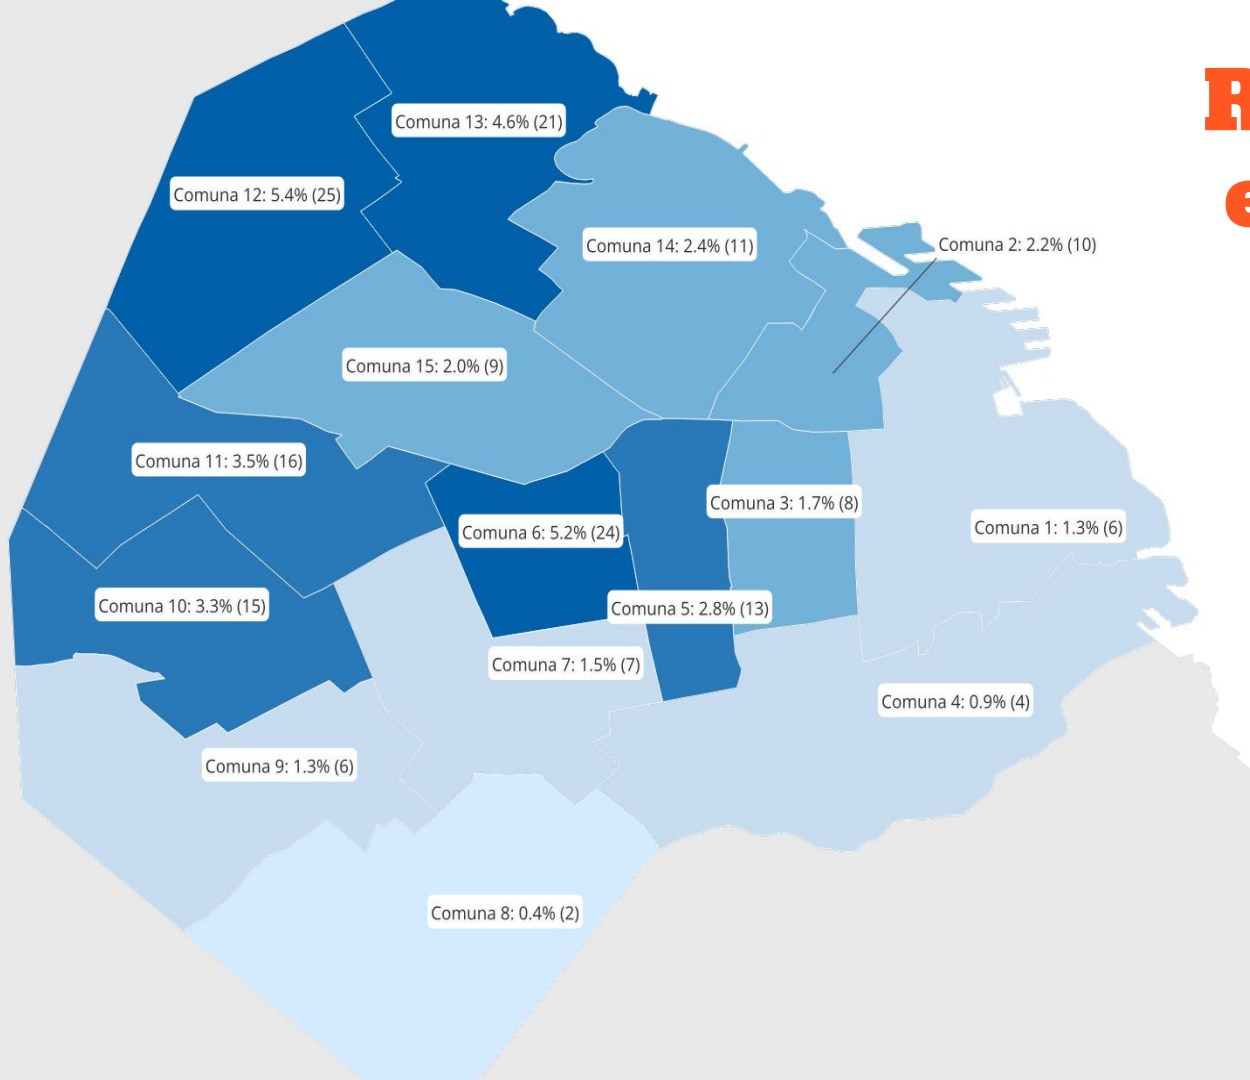 R
e
Comuna 13: 4.6% (21)
Comuna 12: 5.4% (25)
Comuna 14: 2.4% (11)
Comuna 2: 2.2% (10)
Comuna 15: 2.0% (9)
Comuna 11: 3.5% (16)
Comuna 3: 1.7% (8)
Comuna 6: 5.2% (24)
Comuna 1: 1.3% (6)
Comuna 10: 3.3% (15)
Comuna 5: 2.8% (13)
Comuna 7: 1.5% (7)
Comuna 4: 0.9% (4)
Comuna 9: 1.3% (6)
Comuna 8: 0.4% (2)